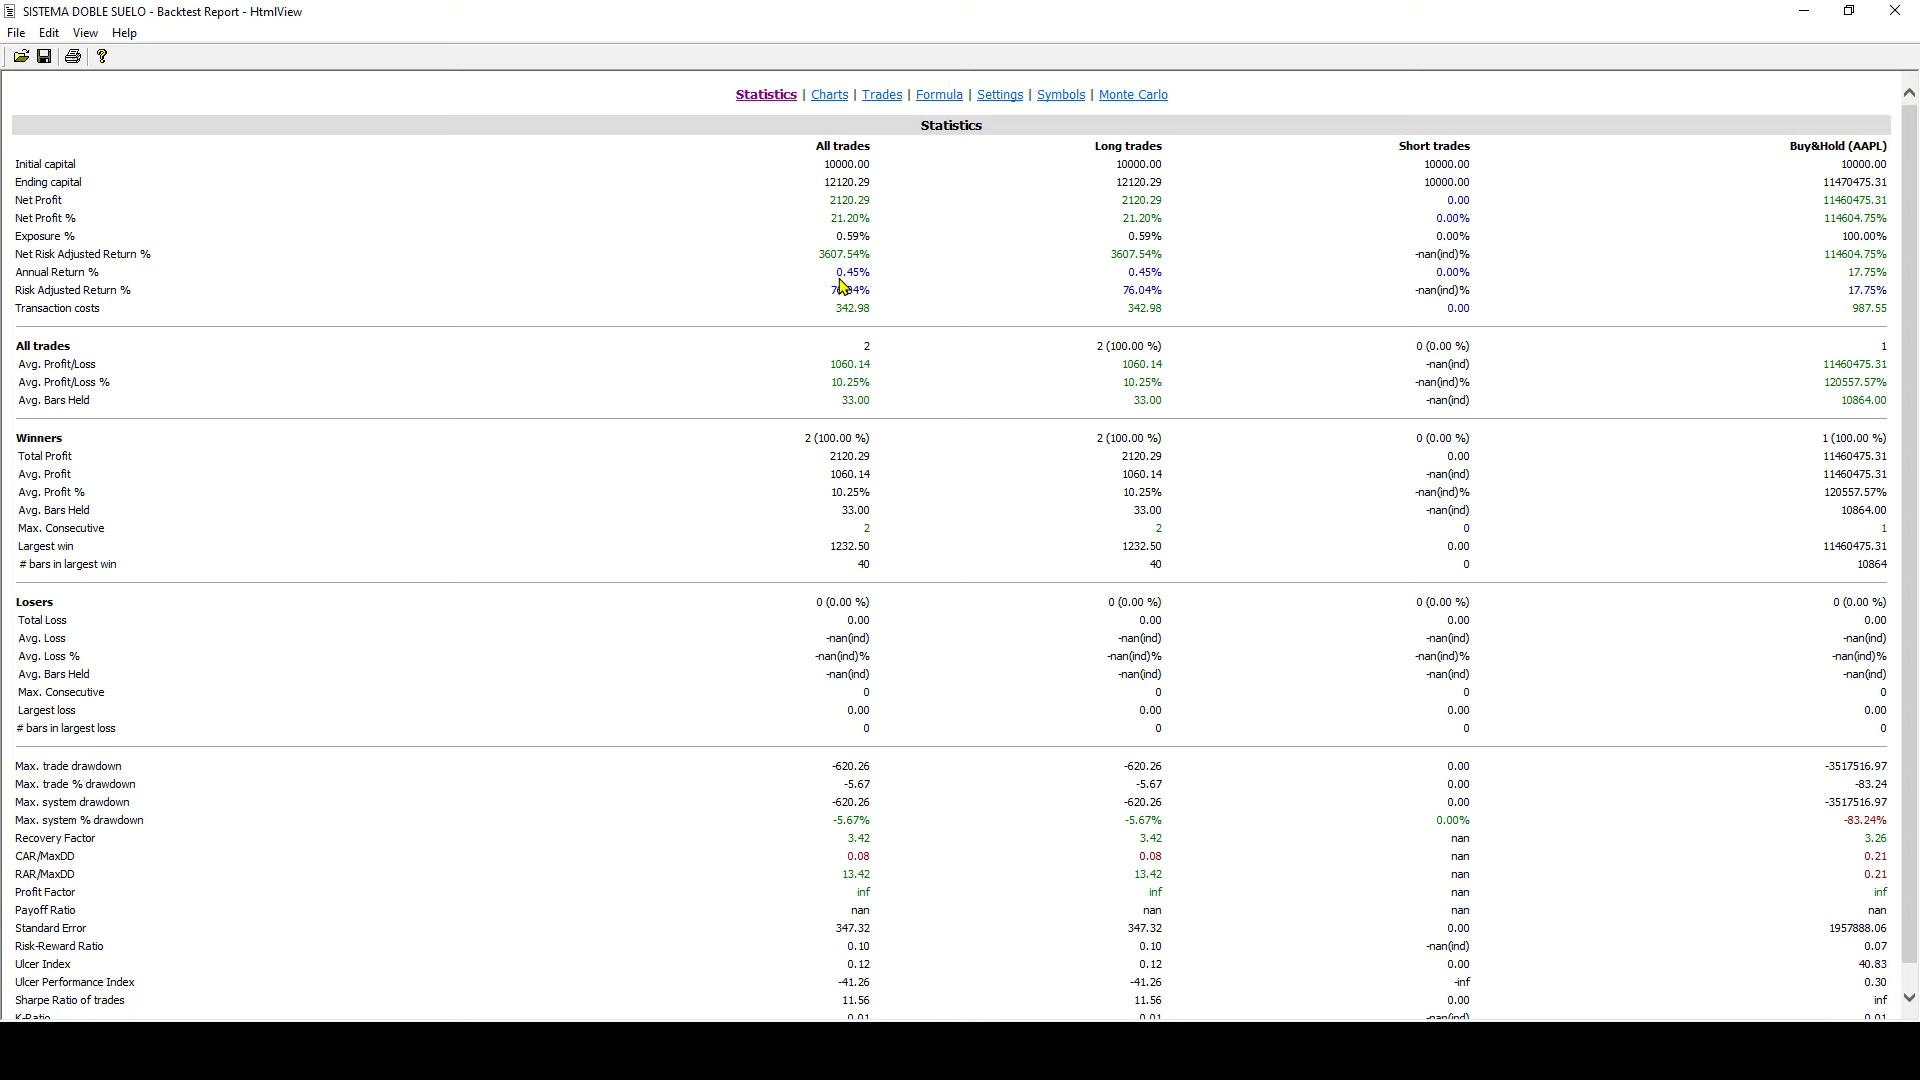 SISTEMA DOBLE SUELO - Backtest Report - HtmlView
File Edit View Help
Statistics | Charts | Trades | Formula | Settings | Symbols | Monte Carlo
Statistics
All trades Long trades Short trades Buy&Hold (AAPL)
Initial capital 10000.00 10000.00 10000.00 10000.00
Ending capital 12120.29 12120.29 10000.00 11470475.31
Net Profit 2120.29 2120.29 0.00 11460475.31
Net Profit % 21.20% 21.20% 0.00% 114604.75%
Exposure % 0.59% 0.59% 0.00% 100.00%
Net Risk Adjusted Return % 3607.54% 3607.54% -nan(ind)% 114604.75%
Annual Return % 0.45% 0.45% 0.00% 17.75%
Risk Adjusted Return % 76.04% 76.04% -nan(ind)% 17.75%
Transaction costs 342.98 342.98 0.00 987.55
All trades 2 2 (100.00 %) 0 (0.00 %) 1
Avg. Profit/Loss 1060.14 1060.14 -nan(ind) 11460475.31
Avg. Profit/Loss % 10.25% 10.25% -nan(ind)% 120557.57%
Avg. Bars Held 33.00 33.00 -nan(ind) 10864.00
Winners 2 (100.00 %) 2 (100.00 %) 0 (0.00 %) 1 (100.00 %)
Total Profit 2120.29 2120.29 0.00 11460475.31
Avg. Profit 1060.14 1060.14 -nan(ind) 11460475.31
Avg. Profit % 10.25% 10.25% -nan(ind)% 120557.57%
Avg. Bars Held 33.00 33.00 -nan(ind) 10864.00
Max. Consecutive 2 2 0 1
Largest win 1232.50 1232.50 0.00 11460475.31
# bars in largest win 40 40 0 10864
Losers 0 (0.00 %) 0 (0.00 %) 0 (0.00 %) 0 (0.00 %)
Total Loss 0.00 0.00 0.00 0.00
Avg. Loss -nan(ind) -nan(ind) -nan(ind) -nan(ind)
Avg. Loss % -nan(ind)% -nan(ind)% -nan(ind)% -nan(ind)%
Avg. Bars Held -nan(ind) -nan(ind) -nan(ind) -nan(ind)
Max. Consecutive 0 0 0 0
Largest loss 0.00 0.00 0.00 0.00
# bars in largest loss 0 0 0 0
Max. trade drawdown -620.26 -620.26 0.00 -3517516.97
Max. trade % drawdown -5.67 -5.67 0.00 -83.24
Max. system drawdown -620.26 -620.26 0.00 -3517516.97
Max. system % drawdown -5.67% -5.67% 0.00% -83.24%
Recovery Factor 3.42 3.42 nan 3.26
CAR/MaxDD 0.08 0.08 nan 0.21
RAR/MaxDD 13.42 13.42 nan 0.21
Profit Factor inf inf nan inf
Payoff Ratio nan nan nan nan
Standard Error 347.32 347.32 0.00 1957888.06
Risk-Reward Ratio 0.10 0.10 -nan(ind) 0.07
Ulcer Index 0.12 0.12 0.00 40.83
Ulcer Performance Index -41.26 -41.26 -inf 0.30
Sharpe Ratio of trades 11.56 11.56 0.00 inf
K-Ratio 0.01 0.01 -nan(ind) 0.01